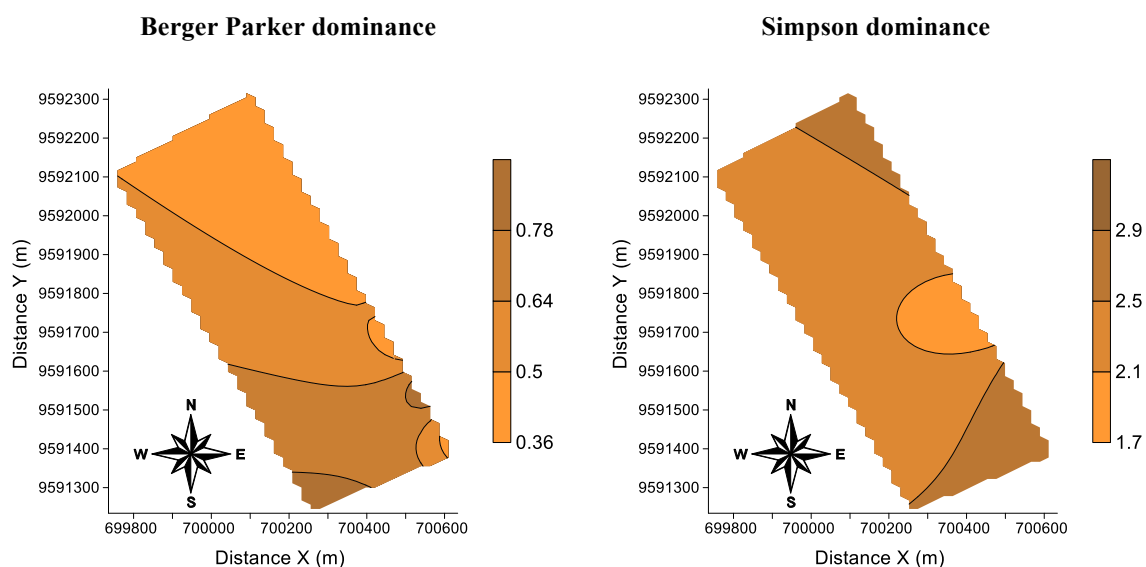 Berger Parker dominance
Simpson dominance
9592300
9592200
9592100
9592000
9591900
9591800
9591700
9591600
9591500
9591400
9591300
Distance Y (m)
699800
700000
700200
700400
700600
Distance X (m)
N
W
E
S
0.78
0.64
0.5
0.36
9592300
9592200
9592100
9592000
9591900
9591800
9591700
9591600
9591500
9591400
9591300
Distance Y (m)
699800
700000
700200
700400
700600
Distance X (m)
N
W
E
S
2.9
2.5
2.1
1.7